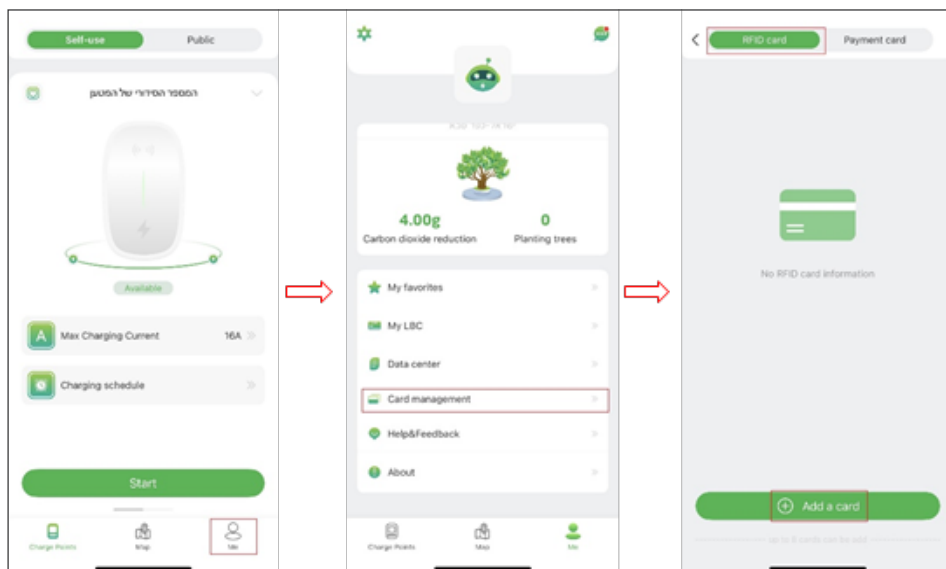 Self-use Public
המספר הסידורי של המטען
Available
A Max Charging Current 16A
Charging schedule
Start
Charge Points Map Me
4.00g 0
Carbon dioxide reduction Planting trees
My favorites
My LBC
Data center
Card management
Help&Feedback
About
Charge Points Map Me
RFID card Payment card
No RFID card information
Add a card